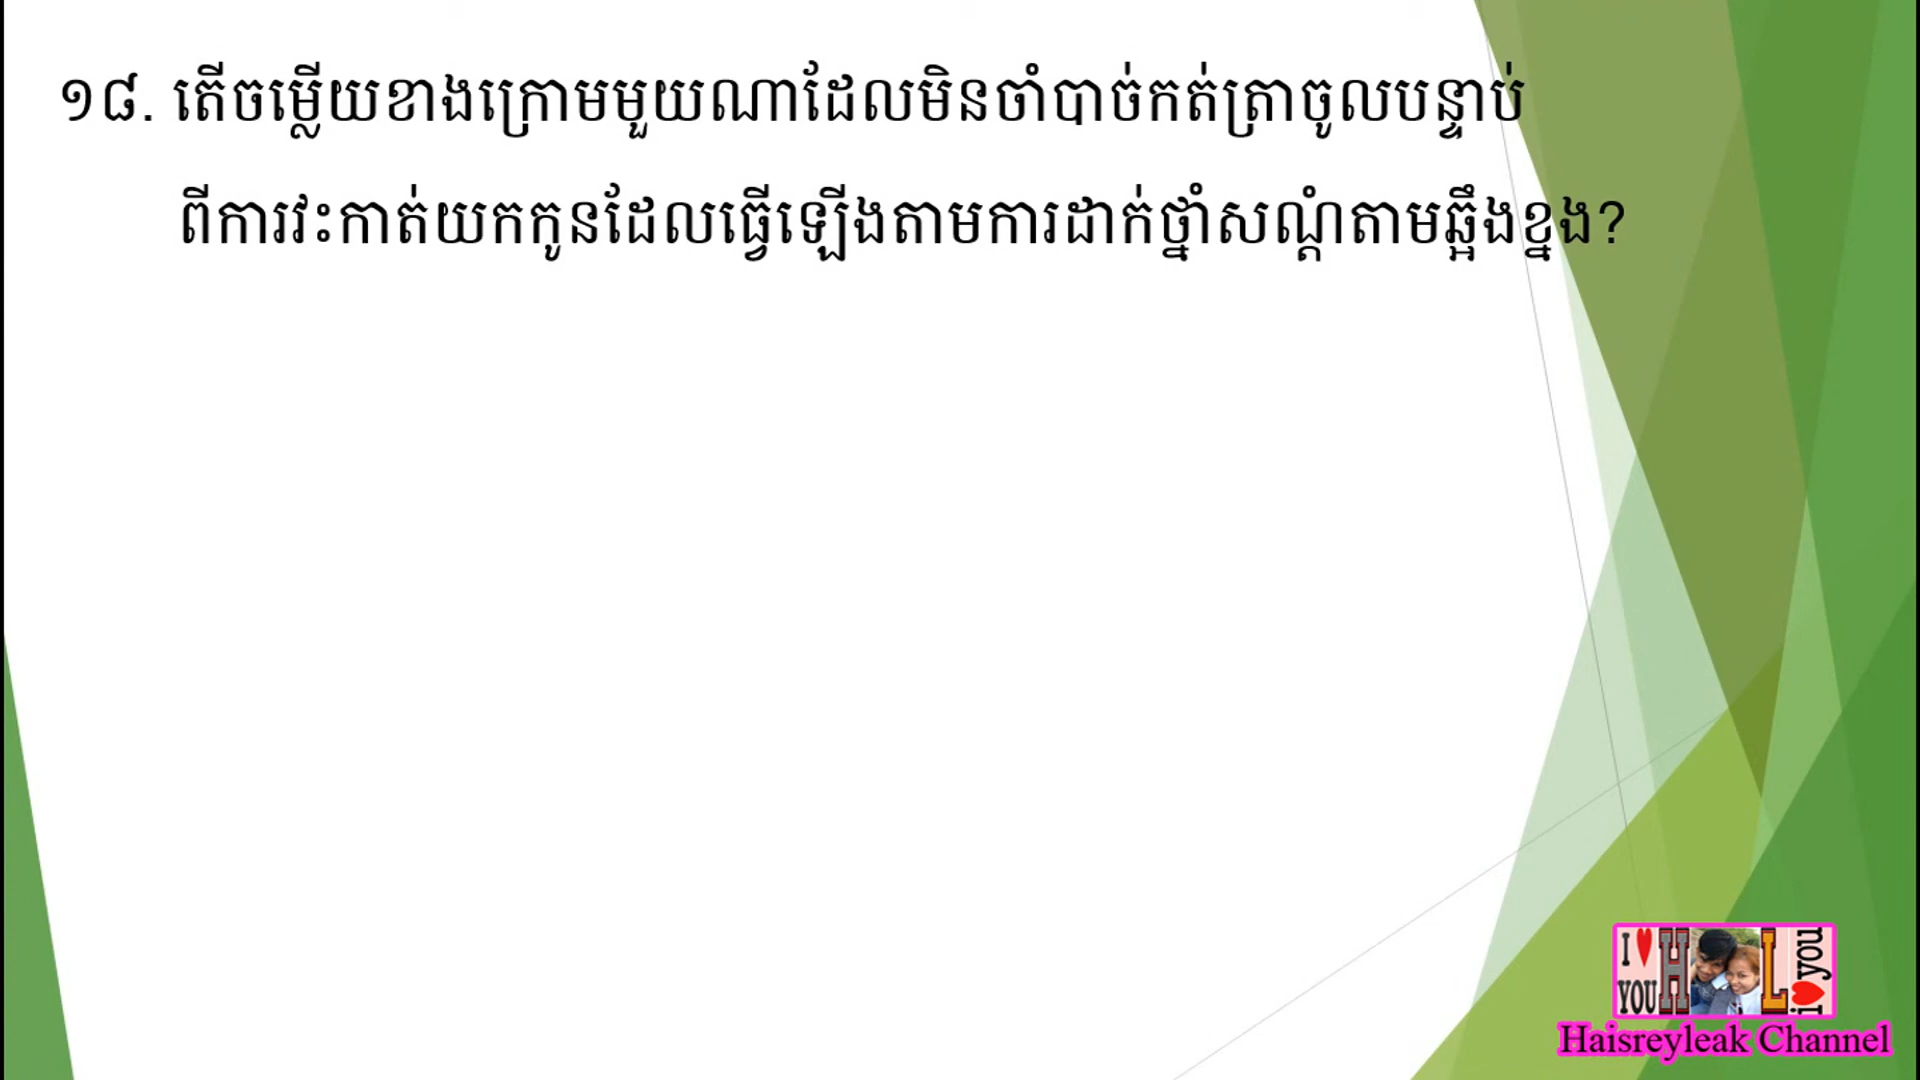 ១៨. តើចម្លើយខាងក្រោមមួយណាដែលមិនចាំបាច់កត់ត្រាចូលបន្ទាប់
ពីការវះកាត់យកកូនដែលធ្វើឡើងតាមការដាក់ថ្នាំសណ្តំតាមឆ្អឹងខ្នង?
I ♥ YOU H L i ♥ you
Haisreyleak Channel